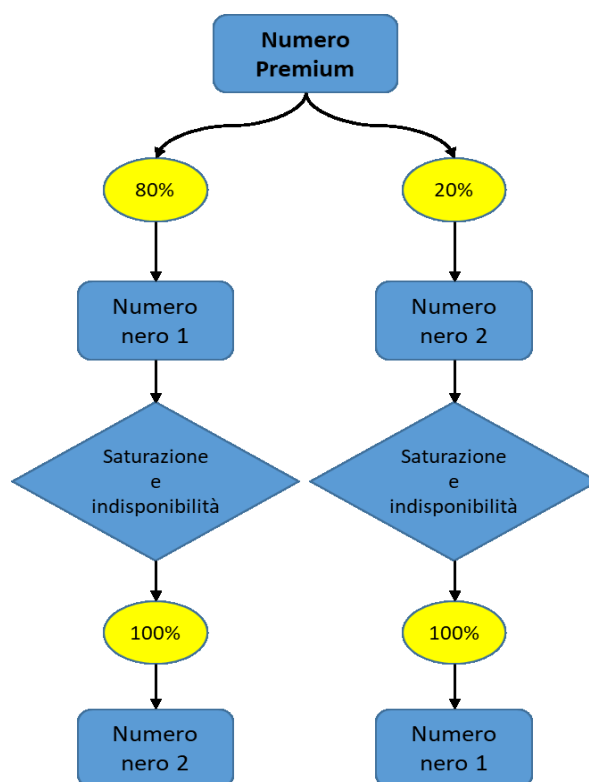 Numero
Premium
80%
20%
Numero
nero 1
Numero
nero 2
Saturazione
e
indisponibilità
Saturazione
e
indisponibilità
100%
100%
Numero
nero 2
Numero
nero 1